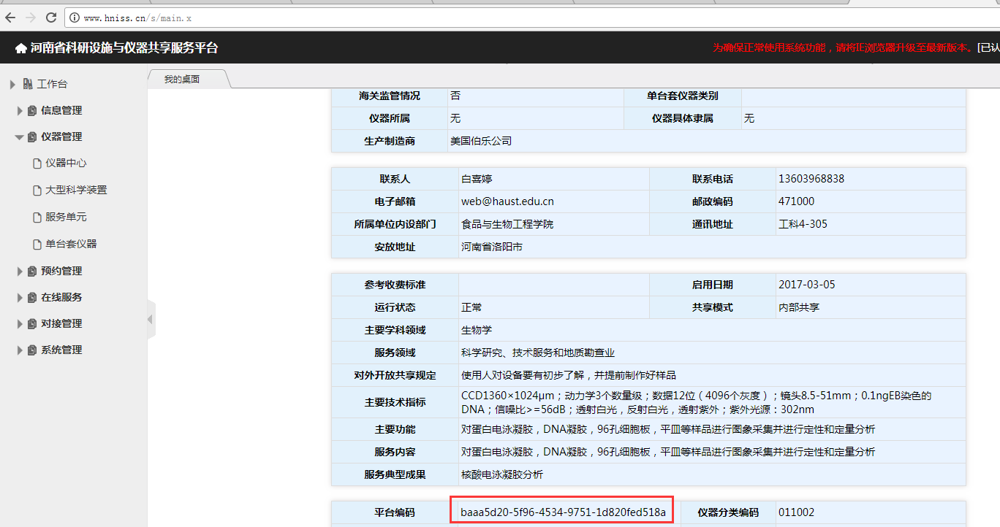 www.hniss.cn/s/main.x
河南省科研设施与仪器共享服务平台
为确保正常使用系统功能，请将IE浏览器升级至最新版本。[已认
工作台
信息管理
仪器管理
仪器中心
大型科学装置
服务单元
单台套仪器
预约管理
在线服务
对接管理
系统管理
我的桌面
海关监管情况 否 单台套仪器类别
仪器所属 无 仪器具体隶属 无
生产制造商 美国伯乐公司
联系人 白喜婷 联系电话 13603968838
电子邮箱 web@haust.edu.cn 邮政编码 471000
所属单位内设部门 食品与生物工程学院 通讯地址 工科4-305
安放地址 河南省洛阳市
参考收费标准 启用日期 2017-03-05
运行状态 正常 共享模式 内部共享
主要学科领域 生物学
服务领域 科学研究、技术服务和地质勘查业
对外开放共享规定 使用人对设备要有初步了解，并提前制作好样品
主要技术指标 CCD1360×1024μm；动力学3个数量级；数据12位（4096个灰度）；镜头8.5-51mm；0.1ngEB染色的
DNA；信噪比>=56dB；透射白光，反射白光，透射紫外；紫外光源：302nm
主要功能 对蛋白电泳凝胶，DNA凝胶，96孔细胞板，平皿等样品进行图象采集并进行定性和定量分析
服务内容 对蛋白电泳凝胶，DNA凝胶，96孔细胞板，平皿等样品进行图象采集并进行定性和定量分析
服务典型成果 核酸电泳凝胶分析
平台编码 baaa5d20-5f96-4534-9751-1d820fed518a 仪器分类编码 011002